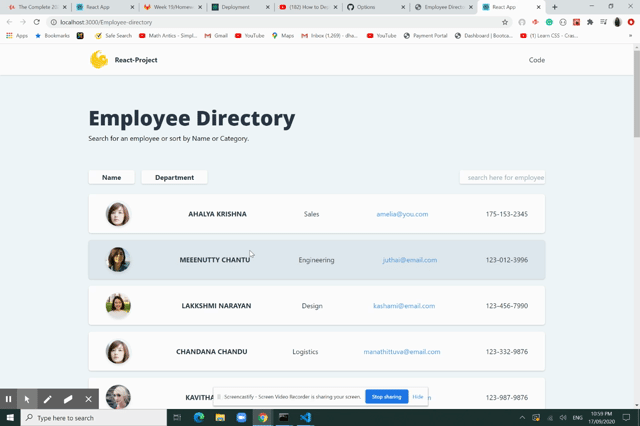 The Complete 20
React App
Week 15/Homew
Deployment
(182) How to De
Options
Employee Director
React App
localhost:3000/Employee-directory
Apps
Bookmarks
Safe Search
Math Antics - Simpl...
Gmail
YouTube
Maps
Inbox (1,269) - dha...
YouTube
Payment Portal
Dashboard | Bootca...
(1) Learn CSS - Cras...
React-Project
Code
Employee Directory
Search for an employee or sort by Name or Category.
Name
Department
search here for employee
AHALYA KRISHNA
Sales
amelia@you.com
175-153-2345
MEEENUTTY CHANTU
Engineering
juthai@email.com
123-012-3996
LAKKSHMI NARAYAN
Design
kashami@email.com
123-456-7990
CHANDANA CHANDU
Logistics
manathittuva@email.com
123-332-9876
KAVITHA
123-987-9876
Screencastify - Screen Video Recorder is sharing your screen.
Stop sharing
Hide
Type here to search
ENG
10:59 PM
17/09/2020